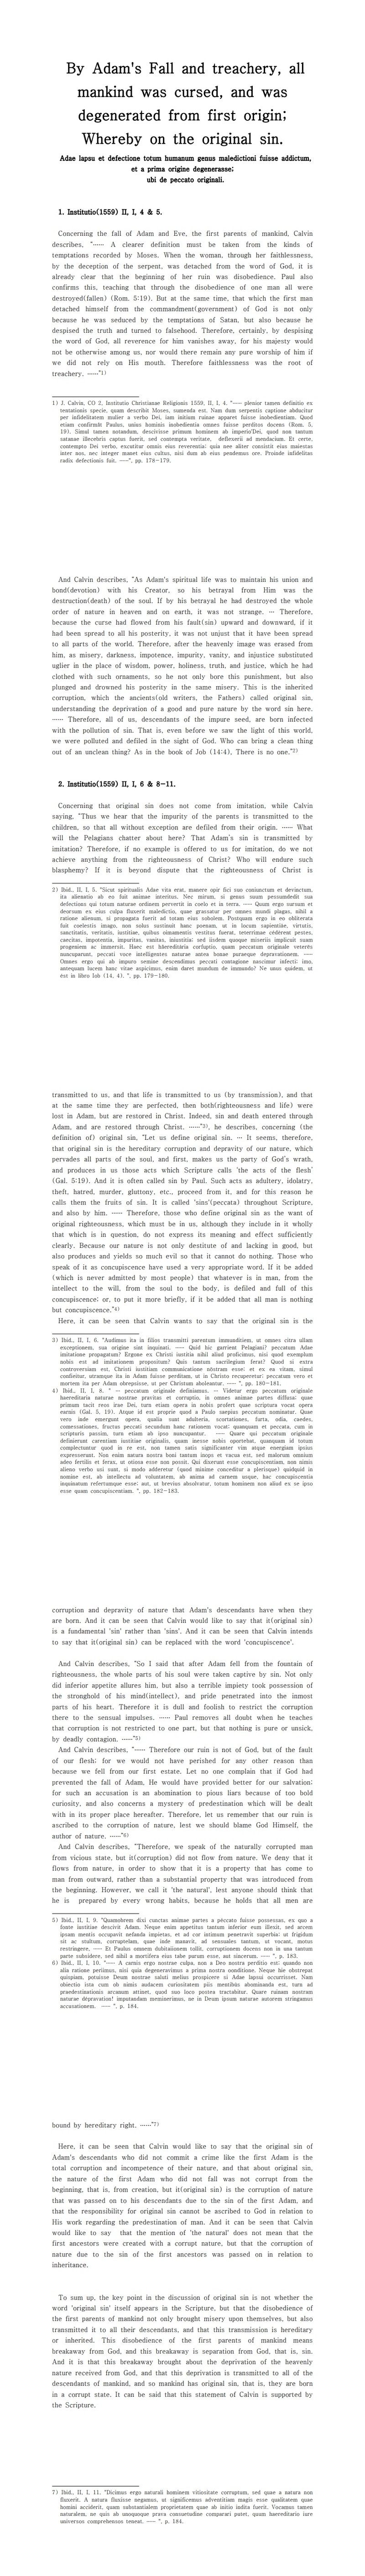 By Adam's Fall and treachery, all
mankind was cursed, and was
degenerated from first origin;
Whereby on the original sin.
Adae lapsu et defectione totum humanum genus maledictioni fuisse addictum,
et a prima origine degenerasse;
ubi de peccato originali.
1. Institutio(1559) II, I, 4 & 5.
Concerning the fall of Adam and Eve, the first parents of mankind, Calvin
describes, "…… A clearer definition must be taken from the kinds of
temptations recorded by Moses. When the woman, through her faithlessness,
by the deception of the serpent, was detached from the word of God, it is
already clear that the beginning of her ruin was disobedience. Paul also
confirms this, teaching that through the disobedience of one man all were
destroyed(fallen) (Rom. 5:19). But at the same time, that which the first man
detached himself from the commandment(government) of God is not only
because he was seduced by the temptations of Satan, but also because he
despised the truth and turned to falsehood. Therefore, certainly, by despising
the word of God, all reverence for him vanishes away, for his majesty would
not be otherwise among us, nor would there remain any pure worship of him if
we did not rely on His mouth. Therefore faithlessness was the root of
treachery. ……"1)
1) J. Calvin, CO 2, Institutio Christianae Religionis 1559, II, I, 4. "—— plenior tamen definitio ex
tentationis specie, quam describit Moses, sumenda est. Nam dum serpentis captione abducitur
per infidelitatem mulier a verbo Dei, iam initium ruinae apparet fuisse inobedientiam. Quod
etiam confirmat Paulus, unius hominis inobedientia omnes fuisse perditos docens (Rom. 5,
19). Simul tamen notandum, descivisse primum hominem ab imperio'Dei, quod non tantum
satanae illecebris captus fuerit, sed contempta veritate, deflexerit ad mendacium. Et certe,
contempto Dei verbo, excutitur omnis eius reverentia: quia nec aliter consistit eius maiestas
inter nos, nec integer manet eius cultus, nisi dum ab eius pendemus ore. Proinde infidelitas
radix defectionis fuit. ——", pp. 178-179.
And Calvin describes, "As Adam's spiritual life was to maintain his union and
bond(devotion) with his Creator, so his betrayal from Him was the
destruction(death) of the soul. If by his betrayal he had destroyed the whole
order of nature in heaven and on earth, it was not strange. … Therefore,
because the curse had flowed from his fault(sin) upward and downward, if it
had been spread to all his posterity, it was not unjust that it have been spread
to all parts of the world. Therefore, after the heavenly image was erased from
him, as misery, darkness, impotence, impurity, vanity, and injustice substituted
uglier in the place of wisdom, power, holiness, truth, and justice, which he had
clothed with such ornaments, so he not only bore this punishment, but also
plunged and drowned his posterity in the same misery. This is the inherited
corruption, which the ancients(old writers, the Fathers) called original sin,
understanding the deprivation of a good and pure nature by the word sin here.
…… Therefore, all of us, descendants of the impure seed, are born infected
with the pollution of sin. That is, even before we saw the light of this world,
we were polluted and defiled in the sight of God. Who can bring a clean thing
out of an unclean thing? As in the book of Job (14:4), There is no one."2)
2. Institutio(1559) II, I, 6 & 8-11.
Concerning that original sin does not come from imitation, while Calvin
saying, "Thus we hear that the impurity of the parents is transmitted to the
children, so that all without exception are defiled from their origin. …… What
will the Pelagians chatter about here? That Adam's sin is transmitted by
imitation? Therefore, if no example is offered to us for imitation, do we not
achieve anything from the righteousness of Christ? Who will endure such
blasphemy? If it is beyond dispute that the righteousness of Christ is
2) Ibid., II, I, 5. "Sicut spiritualis Adae vita erat, manere opir fici suo coniunctum et devinctum,
ita alienatio ab eo fuit animae interitus. Nec mirum, si genus suum pessumdedit sua
defectione qui totum naturae ordinem pervertit in coelo et in terra. —— Quum ergo sursum et
deorsum ex eius culpa fluxerit maledictio, quae grassatur per omnes mundi plagas, nihil a
ratione alienum, si propagata fuerit ad totam eius sobolem. Postquam ergo in eo obliterata
fuit coelestis imago, non solus sustinuit hanc poenam, ut in locum sapientiae, virtutis,
sanctitatis, veritatis, iustitiae, quibus omamentis vestitus fuerat, teterrimae cederent pestes,
caecitas, impotentia, impuritas, vanitas, iniustitia: sed iisdem quoque miseriis implicuit suam
progeniem ac immersit. Haec est hdereditaria corfuptio, quam peccatum originale veteres
nuncuparunt, peccati voce intelligentes naturae antea bonae puraeque depravationem. ——
Omnes ergo qui ab impuro semine descendimus peccati contagione nascimur infecti: imo,
antequam lucem hanc vitae aspicimus, enim daret mundum de immundo? Ne unus quidem, ut
est in libro Iob (14, 4). ", pp. 179-180.
transmitted to us, and that life is transmitted to us (by transmission), and that
at the same time they are perfected, then both(righteousness and life) were
lost in Adam, but are restored in Christ. Indeed, sin and death entered through
Adam, and are restored through Christ. ……"3), he describes, concerning (the
definition of) original sin, "Let us define original sin. … It seems, therefore,
that original sin is the hereditary corruption and depravity of our nature, which
pervades all parts of the soul, and first, makes us the party of God's wrath,
and produces in us those acts which Scripture calls 'the acts of the flesh'
(Gal. 5:19). And it is often called sin by Paul. Such acts as adultery, idolatry,
theft, hatred, murder, gluttony, etc., proceed from it, and for this reason he
calls them the fruits of sin. It is called 'sins'(peccata) throughout Scripture,
and also by him. …… Therefore, those who define original sin as the want of
original righteousness, which must be in us, although they include in it wholly
that which is in question, do not express its meaning and effect sufficiently
clearly. Because our nature is not only destitute of and lacking in good, but
also produces and yields so much evil so that it cannot do nothing. Those who
speak of it as concupiscence have used a very appropriate word. If it be added
(which is never admitted by most people) that whatever is in man, from the
intellect to the will, from the soul to the body, is defiled and full of this
concupiscence; or, to put it more briefly, if it be added that all man is nothing
but concupiscence."4)
Here, it can be seen that Calvin wants to say that the original sin is the
3) Ibid., II, I, 6. "Audimus ita in filios transmitti parentum immunditiem, ut omnes citra ullam
exceptionem, sua origine sint inquinati. —— Quid hic garrient Pelagiani? peccatum Adae
imitatione propagatum? Ergone ex Christi iustitia nihil aliud proficimus, nisi quod exemplum
nobis est ad imitationem propositum? Quis tantum sacrilegium ferat? Quod si extra
controversiam est, Christi iustitiam communicatione nostram esse: et ex ea vitam, simul
confleitur, utramque ita in Adam fuisse perditam, ut in Christo recuperetur: peccatum vero et
mortem ita per Adam obrepsisse, ut per Christum aboleantur. —— ", pp. 180-181.
4) Ibid., II, I, 8. " -- peccatum originale definiamus. -- Videtur ergo peccatum originale
haereditaria naturae nostrae pravitas et corruptio, in omnes animae partes diffusa: quae
primum facit reos irae Dei, turn etiam opera in nobis profert quae scriptura vocat opera
earnis (Gal. 5, 19). Atque id est proprie quod a Paulo saepius peccatum nominatur. Quae
vero inde emergunt opera, qualia sunt adulteria, scortationes, furta, odia, caedes,
comessationes, fructus peccati secundum hanc rationem vocat; quamquam et peccata, cum in
scripturis passim, turn etiam ab ipso nuncupantur. —— Quare qui peccatum originale
definierunt carentiam iustitiae originalis, quam inesse nobis oportebat, quamquam id totum
complectuntur quod in re est, non tamen satis significanter vim atque energiam ipsius
expresserunt. Non enim natura nostra boni tantum inops et vacua est, sed malorum omnium
adeo fertilis et ferax, ut otiosa esse non possit. Qui dixerunt esse concupiscentiam, non nimis
alieno verbo usi sunt, si modo adderetur (quod minime conceditur a plerisque) quidquid in
nomine est, ab intellectu ad voluntatem, ab anima ad carnem usque, hac concupiscentia
inquinatum refertumque esse: aut, ut brevius absolvatur, totum hominem non aliud ex se ipso
esse quam concupiscentiam. ", pp. 182-183.
corruption and depravity of nature that Adam's descendants have when they
are born. And it can be seen that Calvin would like to say that it(original sin)
is a fundamental 'sin' rather than 'sins'. And it can be seen that Calvin intends
to say that it(original sin) can be replaced with the word 'concupiscence'.
And Calvin describes, "So I said that after Adam fell from the fountain of
righteousness, the whole parts of his soul were taken captive by sin. Not only
did inferior appetite allures him, but also a terrible impiety took possession of
the stronghold of his mind(intellect), and pride penetrated into the inmost
parts of his heart. Therefore it is dull and foolish to restrict the corruption
there to the sensual impulses. …… Paul removes all doubt when he teaches
that corruption is not restricted to one part, but that nothing is pure or unsick,
by deadly contagion. ……"5)
And Calvin describes, "…… Therefore our ruin is not of God, but of the fault
of our flesh; for we would not have perished for any other reason than
because we fell from our first estate. Let no one complain that if God had
prevented the fall of Adam, He would have provided better for our salvation;
for such an accusation is an abomination to pious liars because of too bold
curiosity, and also concerns a mystery of predestination which will be dealt
with in its proper place hereafter. Therefore, let us remember that our ruin is
ascribed to the corruption of nature, lest we should blame God Himself, the
author of nature. ……"6)
And Calvin describes, "Therefore, we speak of the naturally corrupted man
from vicious state, but it(corruption) did not flow from nature. We deny that it
flows from nature, in order to show that it is a property that has come to
man from outward, rather than a substantial property that was introduced from
the beginning. However, we call it 'the natural', lest anyone should think that
he is prepared by every wrong habits, because he holds that all men are
5) Ibid., II, I, 9. "Quamobrem dixi cunctas animae partes a peccato fuisse possessas, ex quo a
fonte iustitiae descivit Adam. Neque enim appetitus tantum inferior eum illexit, sed arcem
ipsam mentis occupavit nefanda impietas, et ad cor intimum penetravit superbia: ut frigidum
sit ac stultum, corruptelam, quae inde manavit, ad sensuales tantum, ut vocant, motus
restringere. —— Et Paulus omnem dubitationem tollit, corruptionem docens non in una tantum
parte subsidere, sed nihil a mortifera eius tabe purum esse, aut sincerum. —— ", p. 183.
6) Ibid., II, I, 10. "—— A carnis ergo nostrae culpa, non a Deo nostra perditio est: quando non
alia ratione perimus, nisi quia degeneravimus a prima nostra conditione. Neque hic obstrepat
quispiam, potuisse Deum nostrae saluti melius prospicere si Adae lapsui occurrisset. Nam
obiectio ista cum ob nimis audacem curiositatem piis mentibus abominanda est, turn ad
praedestinationis arcanum attinet, quod suo loco postea tractabitur. Quare ruinam nostram
naturae dépravationi! imputandam meminerimus, ne in Deum ipsum naturae autorem stringamus
accusationem. —— ", p. 184.
bound by hereditary right. ……"7)
Here, it can be seen that Calvin would like to say that the original sin of
Adam's descendants who did not commit a crime like the first Adam is the
total corruption and incompetence of their nature, and that about original sin,
the nature of the first Adam who did not fall was not corrupt from the
beginning, that is, from creation, but it(original sin) is the corruption of nature
that was passed on to his descendants due to the sin of the first Adam, and
that the responsibility for original sin cannot be ascribed to God in relation to
His work regarding the predestination of man. And it can be seen that Calvin
would like to say that the mention of 'the natural' does not mean that the
first ancestors were created with a corrupt nature, but that the corruption of
nature due to the sin of the first ancestors was passed on in relation to
inheritance.
To sum up, the key point in the discussion of original sin is not whether the
word 'original sin' itself appears in the Scripture, but that the disobedience of
the first parents of mankind not only brought misery upon themselves, but also
transmitted it to all their descendants, and that this transmission is hereditary
or inherited. This disobedience of the first parents of mankind means
breakaway from God, and this breakaway is separation from God, that is, sin.
And it is that this breakaway brought about the deprivation of the heavenly
nature received from God, and that this deprivation is transmitted to all of the
descendants of mankind, and so mankind has original sin, that is, they are born
in a corrupt state. It can be said that this statement of Calvin is supported by
the Scripture.
7) Ibid., II, I, 11. "Dicimus ergo naturali hominem vitiositate corruptum, sed quae a natura non
fluxerit. A natura fluxisse negamus, ut significemus adventitiam magis esse qualitatem quae
homini acciderit, quam substantialem proprietatem quae ab initio indita fuerit. Vocamus tamen
naturalem, ne quis ab unoquoque prava consuetudine comparari putet, quum haereditario iure
universos comprehensos teneat. —— ", p. 184.